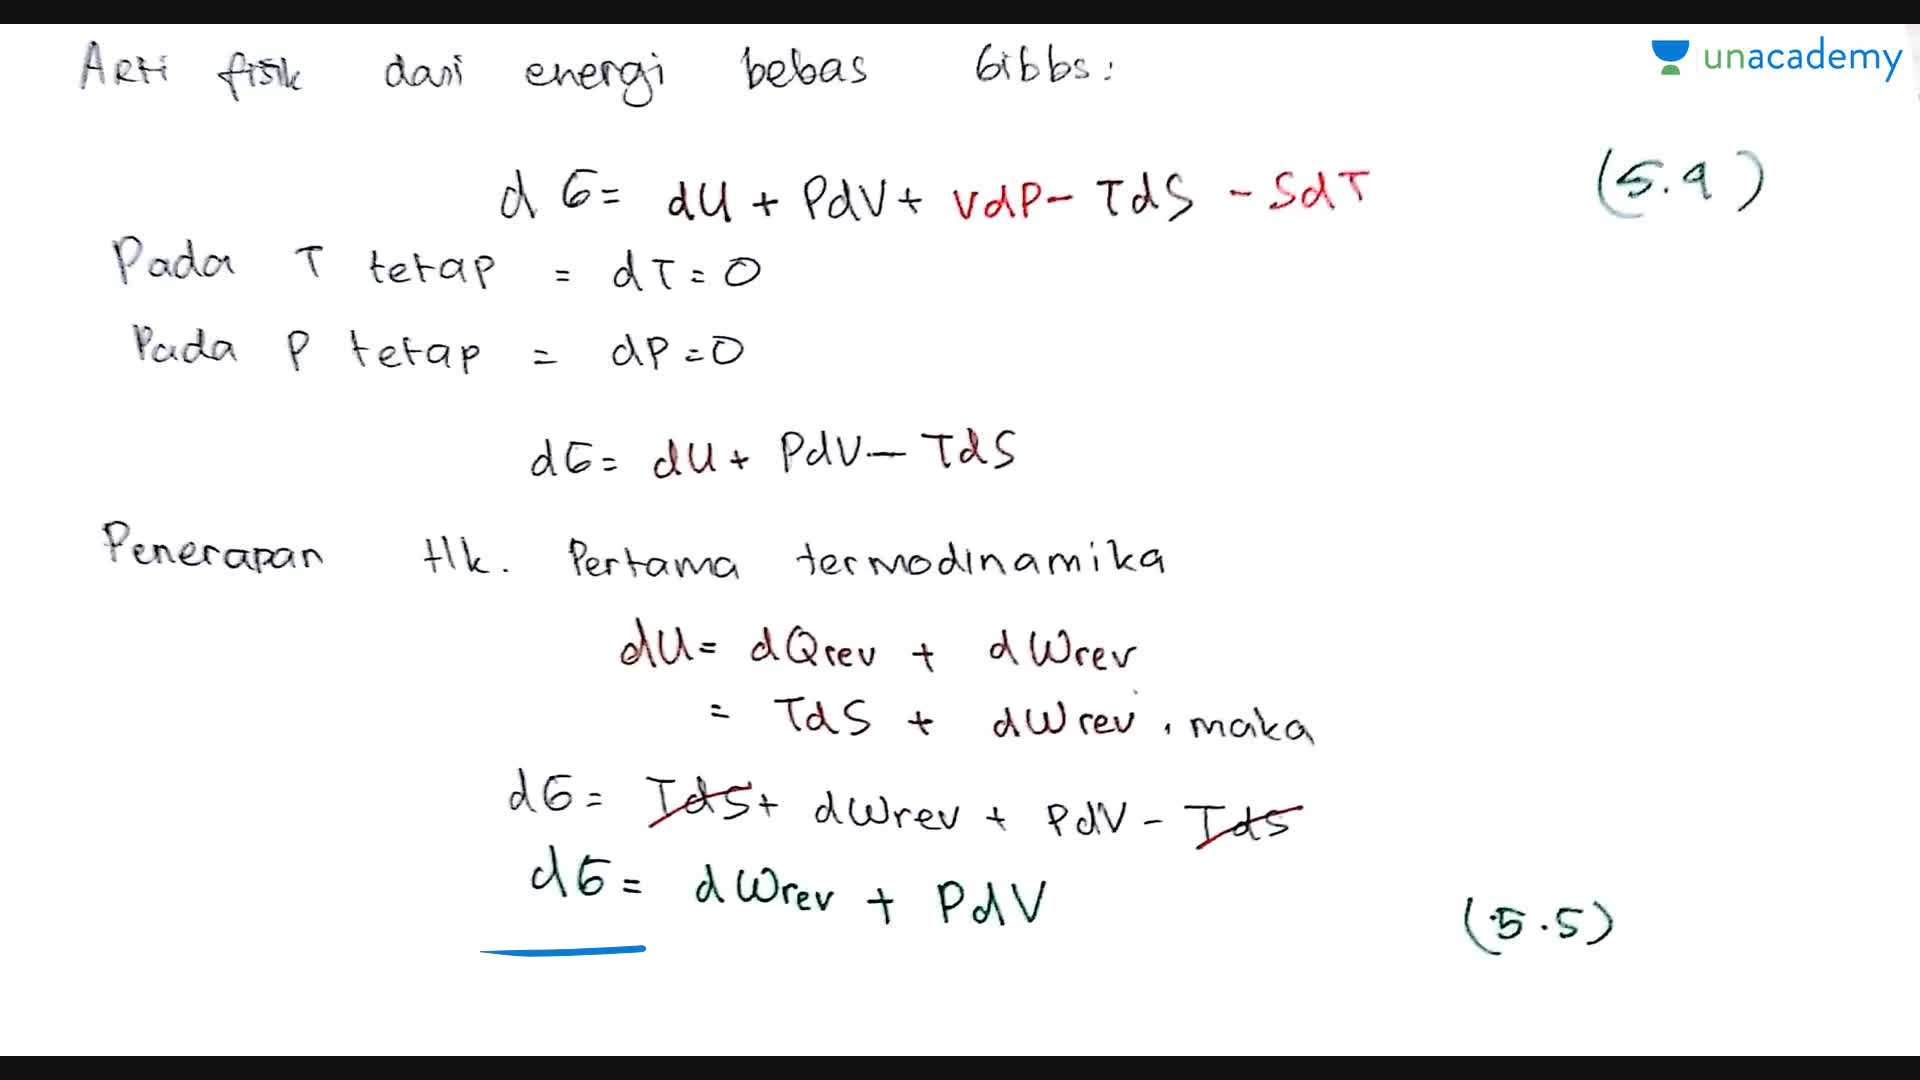 Arti fisik dari energi bebas Gibbs:
unacademy
dG= dU + PdV + VdP - TdS - SdT (5.4)
Pada T tetap = dT=0
Pada P tetap = dP=0
dG= dU + PdV - TdS
Penerapan Hk. Pertama termodinamika
dU= dQrev + dWrev
= TdS + dWrev, maka
dG= TdS + dWrev + PdV - TdS
dG= dWrev + PdV (5.5)